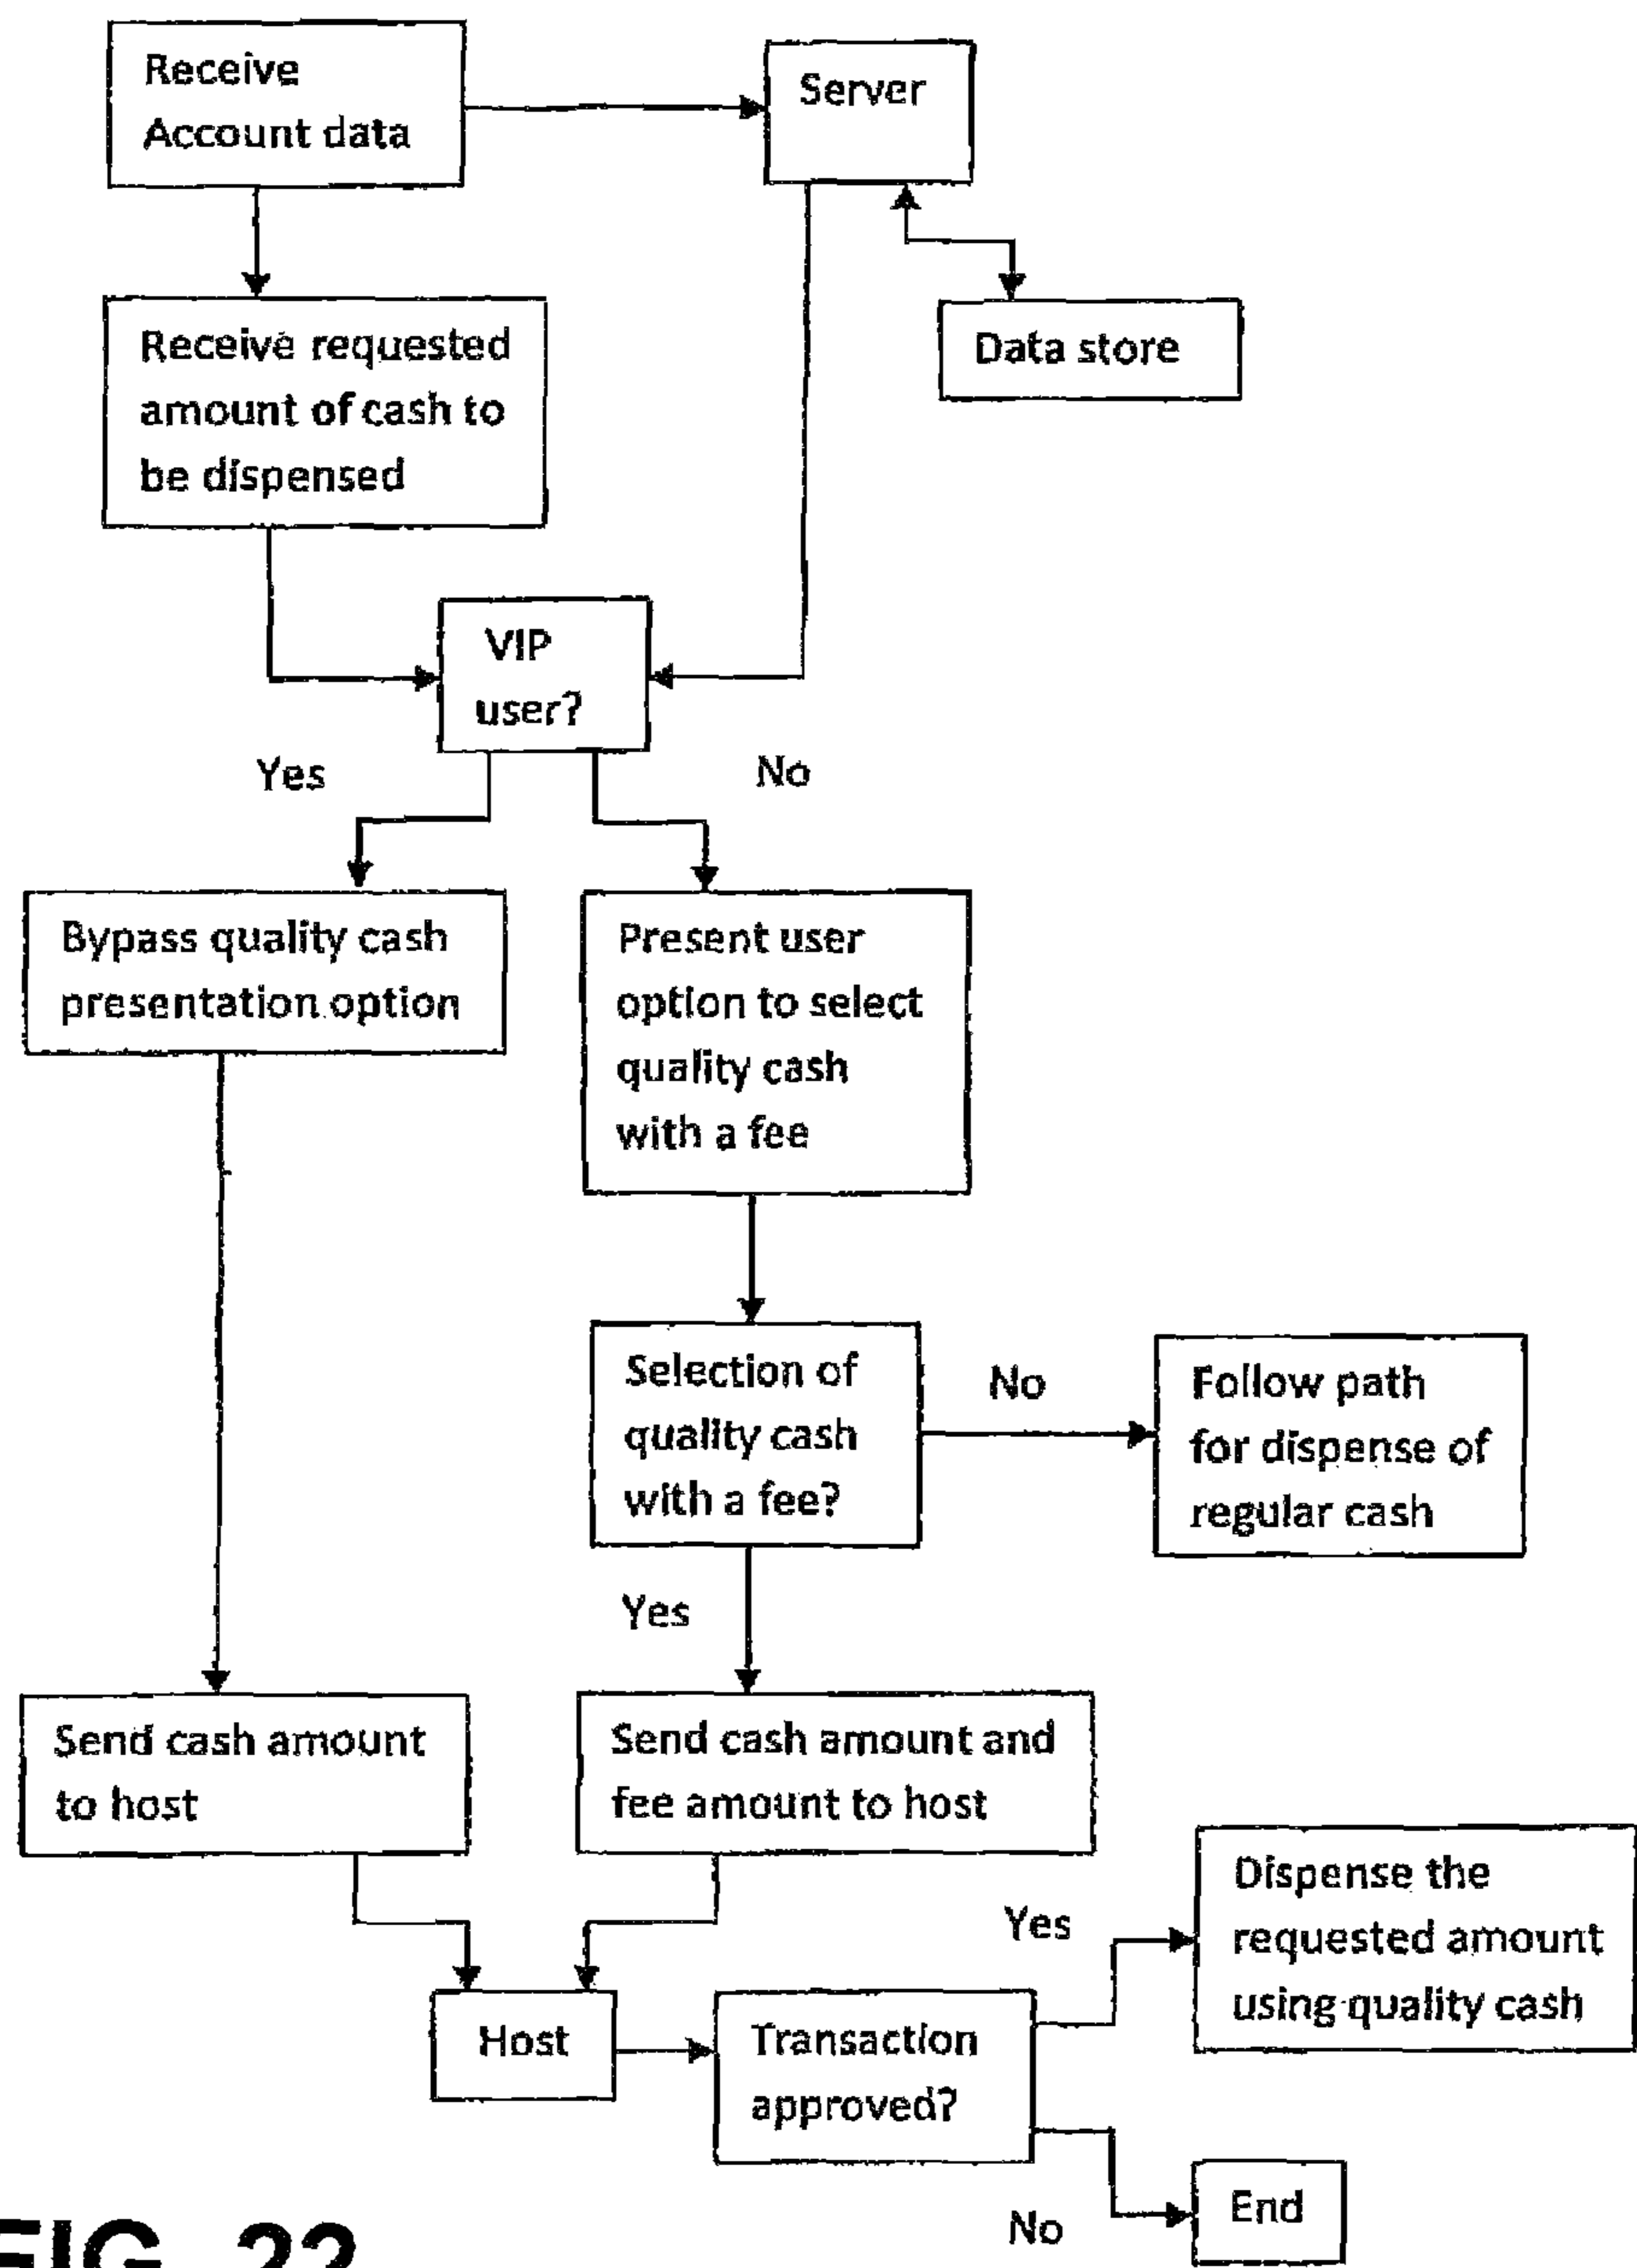 Receive
Account data
Server
Receive requested
amount of cash to
be dispensed
Data store
VIP
user?
Yes
No
Bypass quality cash
presentation option
Present user
option to select
quality cash
with a fee
Selection of
quality cash
with a fee?
No
Follow path
for dispense of
regular cash
Yes
Send cash amount
to host
Send cash amount and
fee amount to host
Yes
Dispense the
requested amount
using quality cash
Host
Transaction
approved?
No
End
FIG. 22